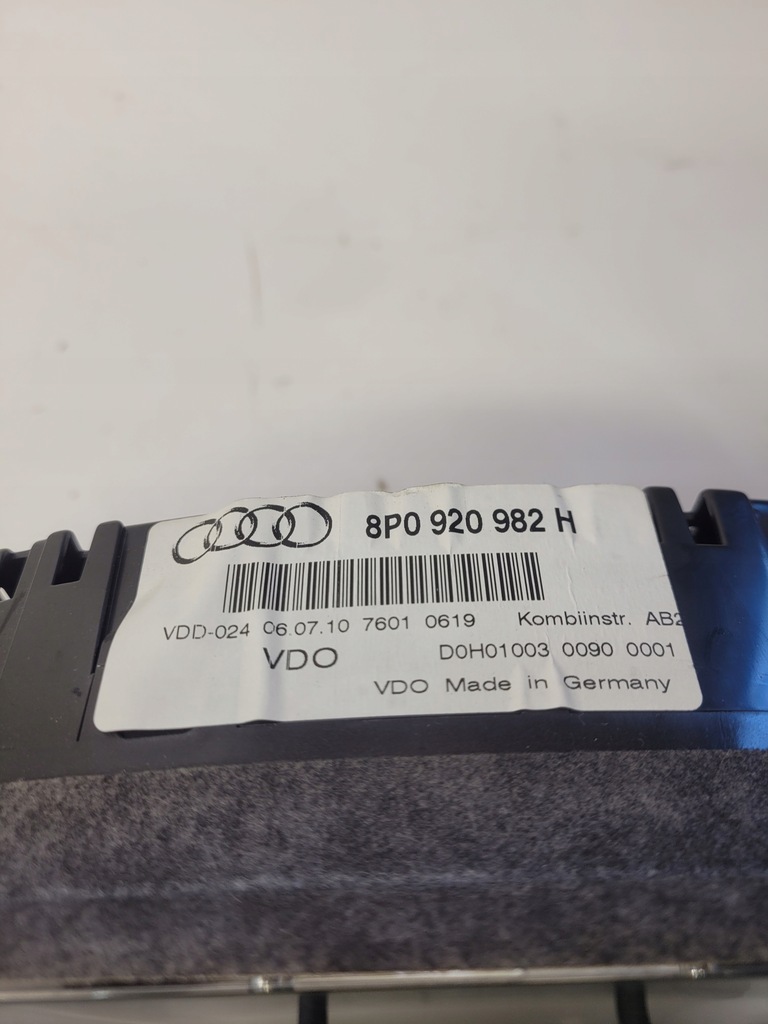 8P0 920 982 H
VDD-024 06.07.10 7601 0619 Kombiinstr. AB2
VDO D0H01003 0090 0001
VDO Made in Germany